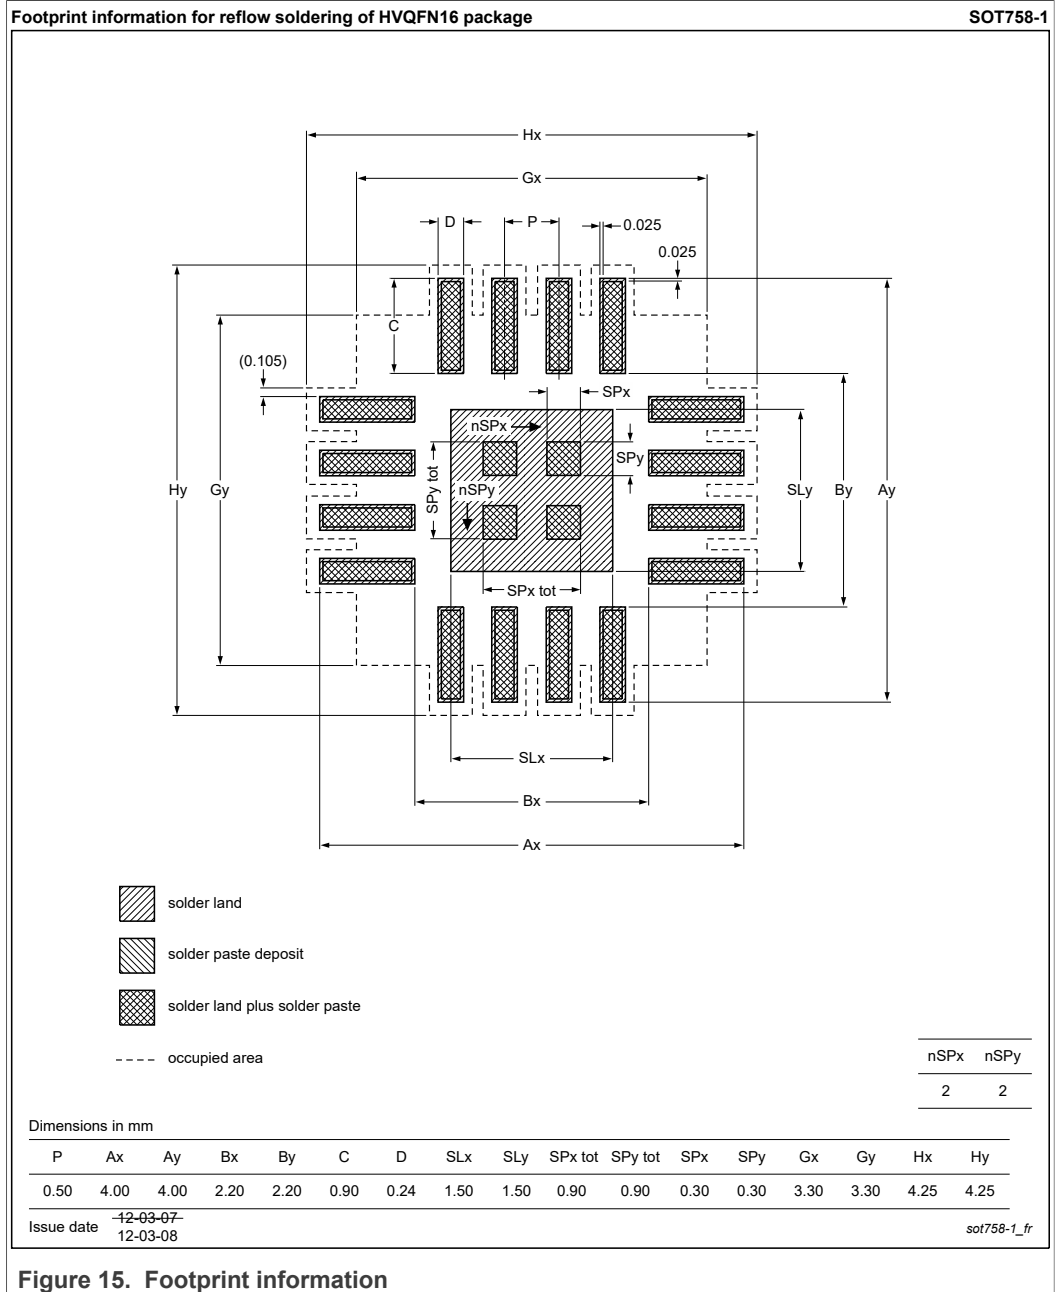 Footprint information for reflow soldering of HVQFN16 package SOT758-1
Hx
Gx
D P 0.025
0.025
C
(0.105)
SPx
nSPx
SPy
SPy tot
nSPy
Hy Gy SLy By Ay
SPx tot
SLx
Bx
Ax
solder land
solder paste deposit
solder land plus solder paste
occupied area
nSPx nSPy
2 2
Dimensions in mm
P Ax Ay Bx By C D SLx SLy SPx tot SPy tot SPx SPy Gx Gy Hx Hy
0.50 4.00 4.00 2.20 2.20 0.90 0.24 1.50 1.50 0.90 0.90 0.30 0.30 3.30 3.30 4.25 4.25
Issue date 12-03-07
12-03-08
sot758-1_fr
Figure 15. Footprint information